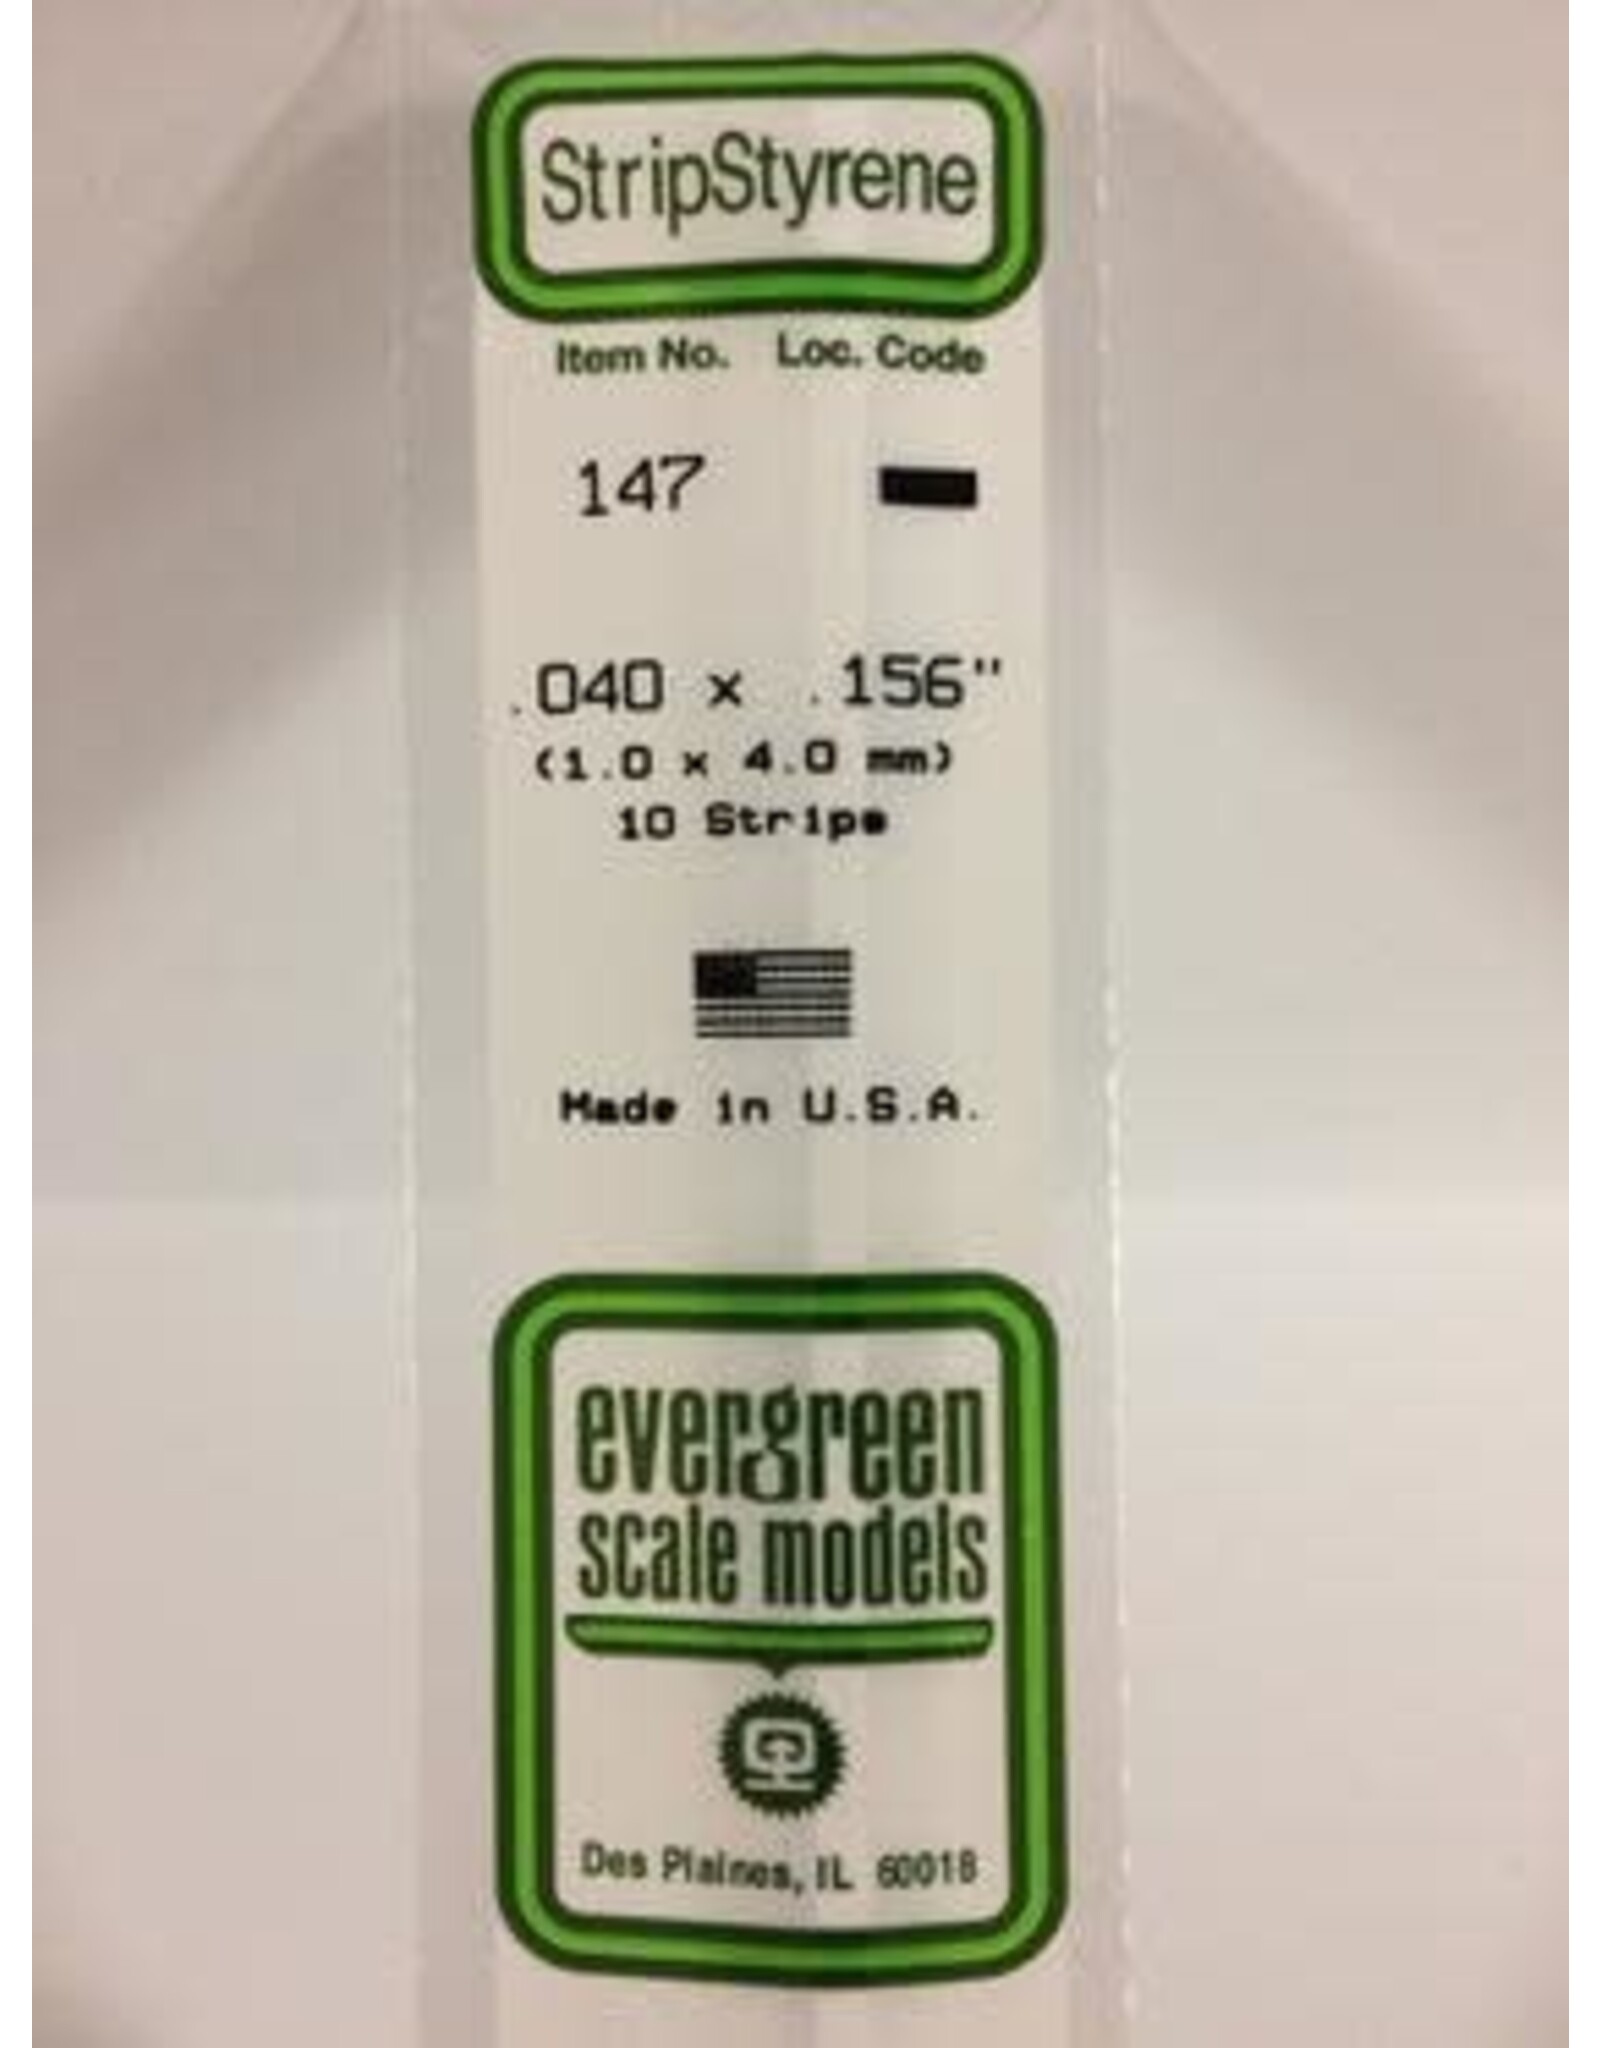 StripStyrene
Item No. Loc. Code
147
.040 x .156"
(1.0 x 4.0 mm)
10 Strips
Made in U.S.A.
evergreen
scale models
Des Plaines, IL 60018